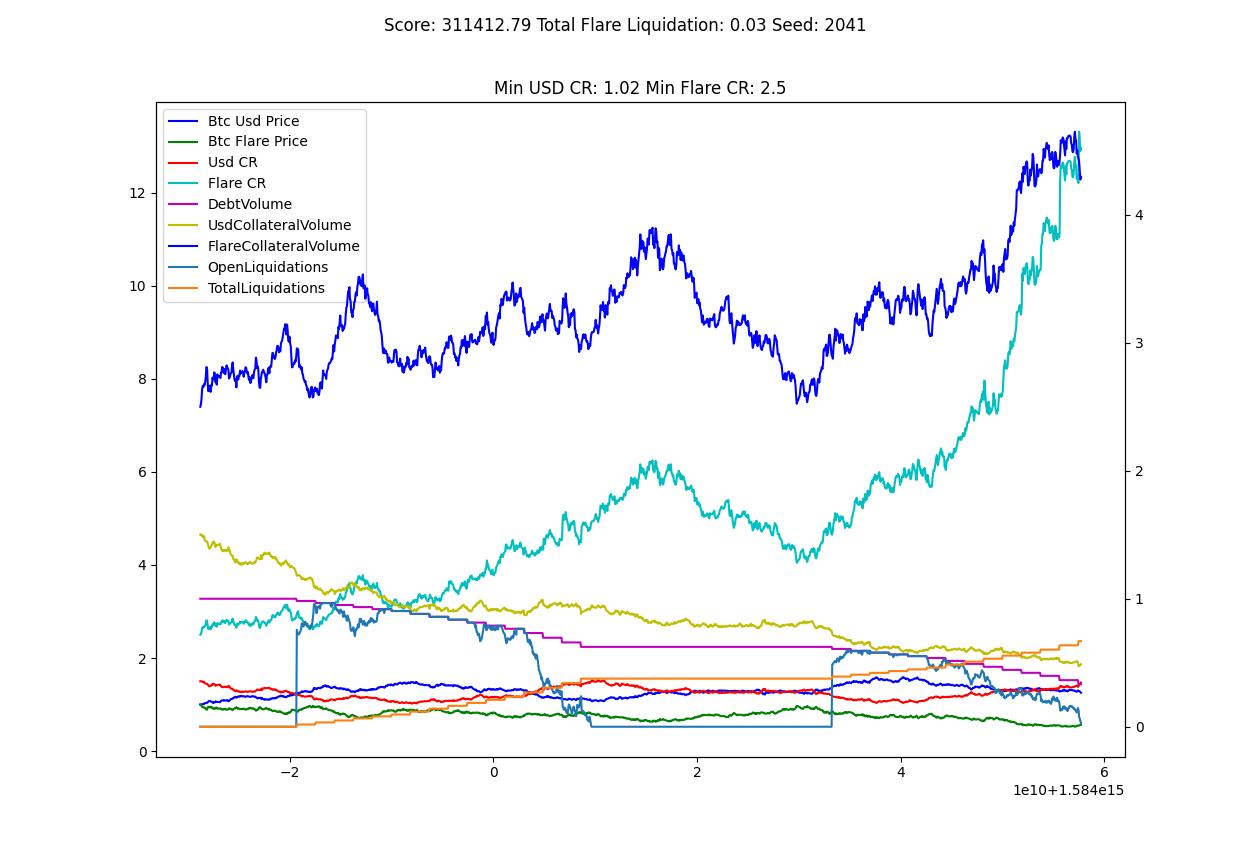 Score: 311412.79 Total Flare Liquidation: 0.03 Seed: 2041
Min USD CR: 1.02 Min Flare CR: 2.5
Btc Usd Price
Btc Flare Price
Usd CR
Flare CR
DebtVolume
UsdCollateralVolume
FlareCollateralVolume
OpenLiquidations
TotalLiquidations
12
10
8
6
4
2
0
4
3
2
1
0
−2 0 2 4 6
1e10+1.584e15